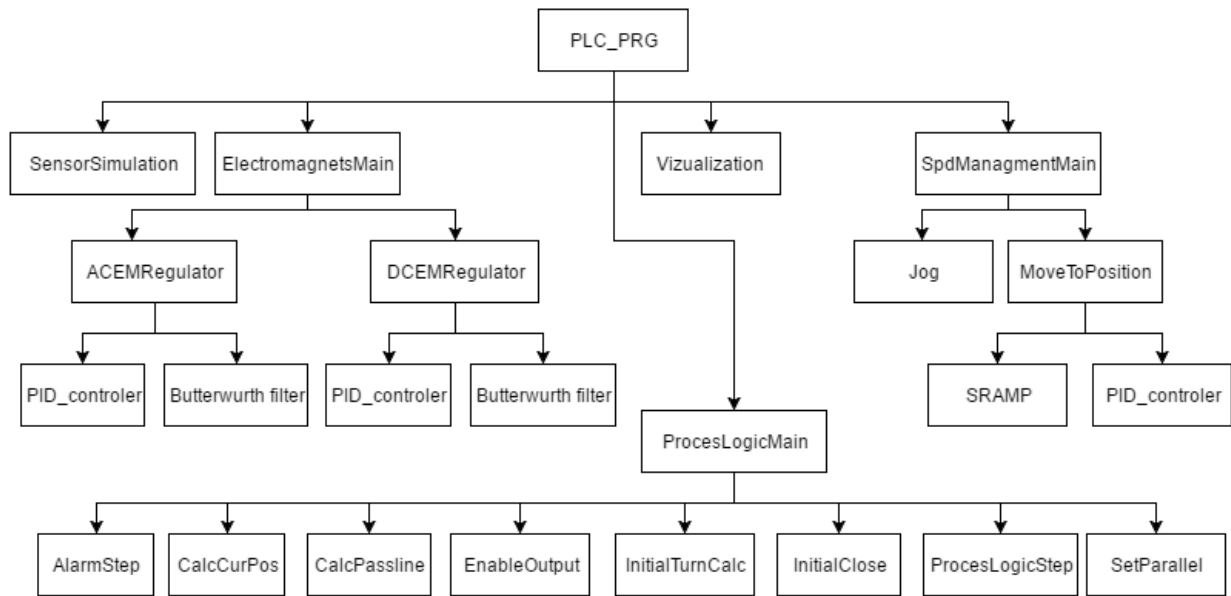 PLC_PRG
SensorSimulation
ElectromagnetsMain
Vizualization
SpdManagmentMain
ACEMRegulator
DCEMRegulator
Jog
MoveToPosition
PID_controler
Butterwurth filter
PID_controler
Butterwurth filter
SRAMP
PID_controler
ProcesLogicMain
AlarmStep
CalcCurPos
CalcPassline
EnableOutput
InitialTurnCalc
InitialClose
ProcesLogicStep
SetParallel